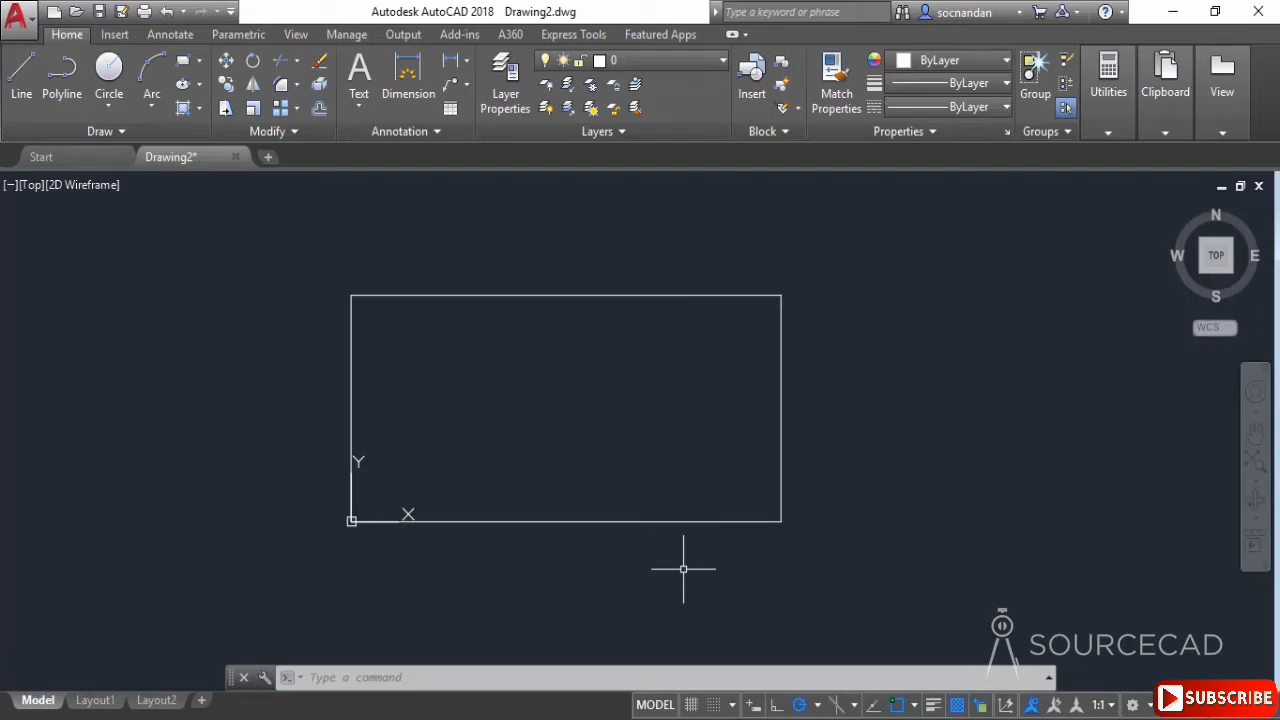 Autodesk AutoCAD 2018 Drawing2.dwg
Type a keyword or phrase
socnandan
Home Insert Annotate Parametric View Manage Output Add-ins A360 Express Tools Featured Apps
0
ByLayer
ByLayer
ByLayer
Line Polyline Circle Arc
Text Dimension
Layer Properties
Insert
Match Properties
Group
Utilities
Clipboard
View
Draw Modify Annotation Layers Block Properties Groups
Start Drawing2*
[−][Top][2D Wireframe]
N
W TOP E
S
WCS
Y
X
SOURCECAD
Type a command
Model Layout1 Layout2
MODEL
1:1
SUBSCRIBE